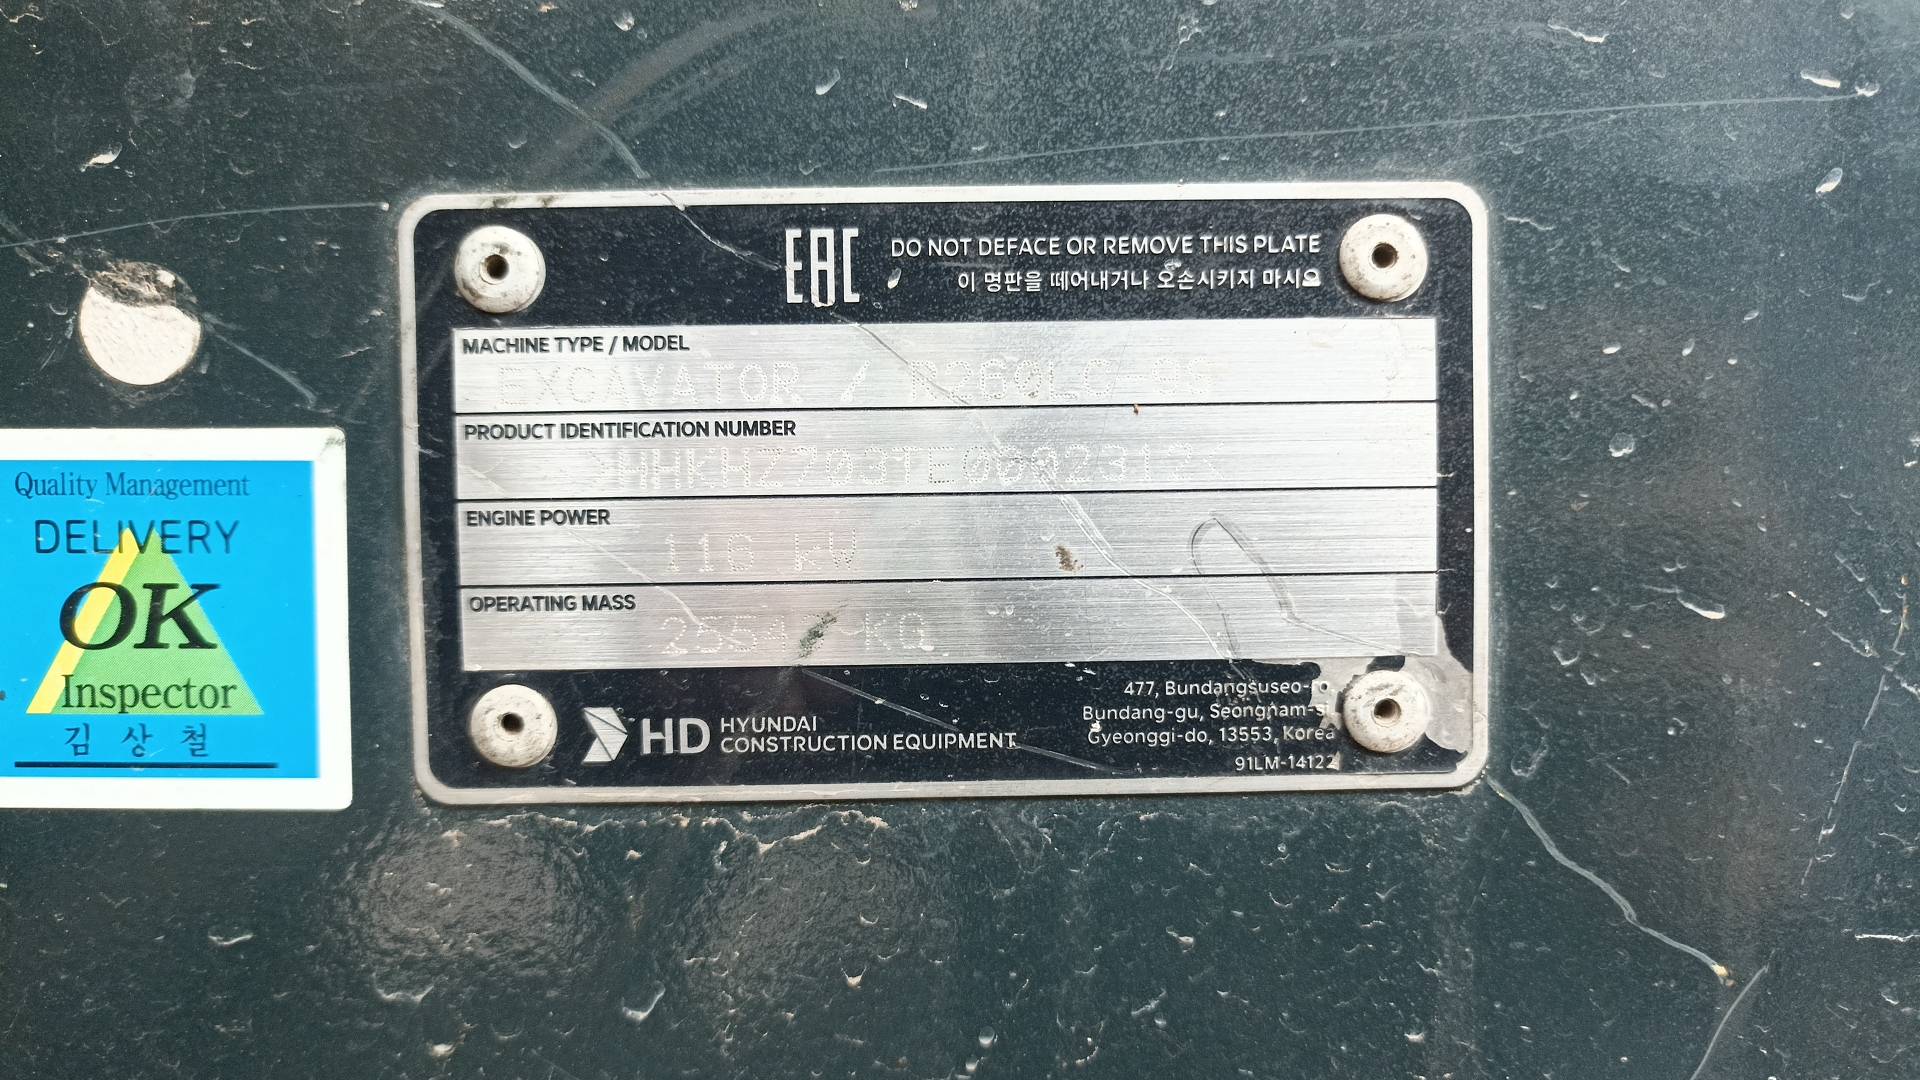 EAC
DO NOT DEFACE OR REMOVE THIS PLATE
이 명판을 떼어내거나 오손시키지 마시요
MACHINE TYPE / MODEL
EXCAVATOR / R260LC-9S
PRODUCT IDENTIFICATION NUMBER
ENGINE POWER
116 kW
OPERATING MASS
KG
HD HYUNDAI
CONSTRUCTION EQUIPMENT
477, Bundangsuseo-ro,
Bundang-gu, Seongnam-si,
Gyeonggi-do, 13553, Korea
91LM-14122
Quality Management
DELIVERY
OK
Inspector
김 상 철